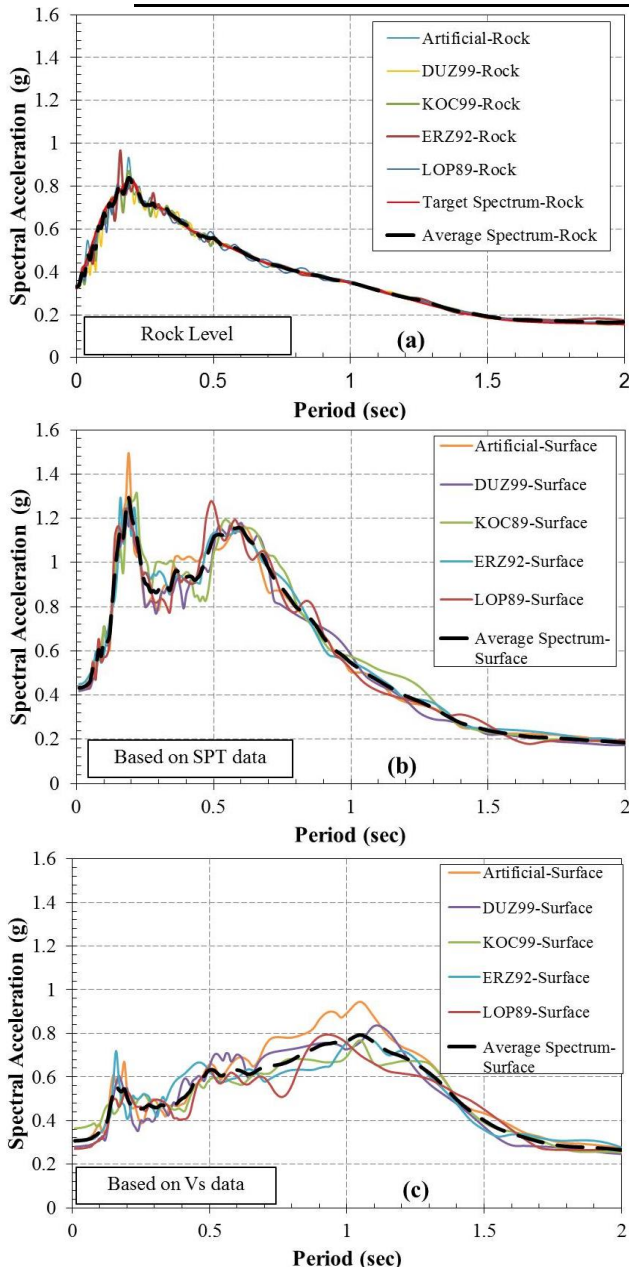 1.6
1.4
1.2
1
0.8
0.6
0.4
0.2
0
Spectral Acceleration (g)
Artificial-Rock
DUZ99-Rock
KOC99-Rock
ERZ92-Rock
LOP89-Rock
Target Spectrum-Rock
Average Spectrum-Rock
Rock Level
(a)
0
0.5
1
1.5
2
Period (sec)
1.6
1.4
1.2
1
0.8
0.6
0.4
0.2
0
Spectral Acceleration (g)
Artificial-Surface
DUZ99-Surface
KOC89-Surface
ERZ92-Surface
LOP89-Surface
Average Spectrum-
Surface
Based on SPT data
(b)
0
0.5
1
1.5
2
Period (sec)
1.6
1.4
1.2
1
0.8
0.6
0.4
0.2
0
Spectral Acceleration (g)
Artificial-Surface
DUZ99-Surface
KOC99-Surface
ERZ92-Surface
LOP89-Surface
Average Spectrum-
Surface
Based on Vs data
(c)
0
0.5
1
1.5
2
Period (sec)